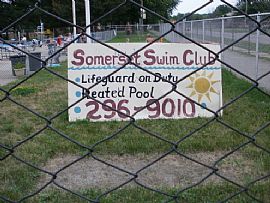 Somerset Swim Club
Lifeguard on Duty
Heated Pool
296-9010